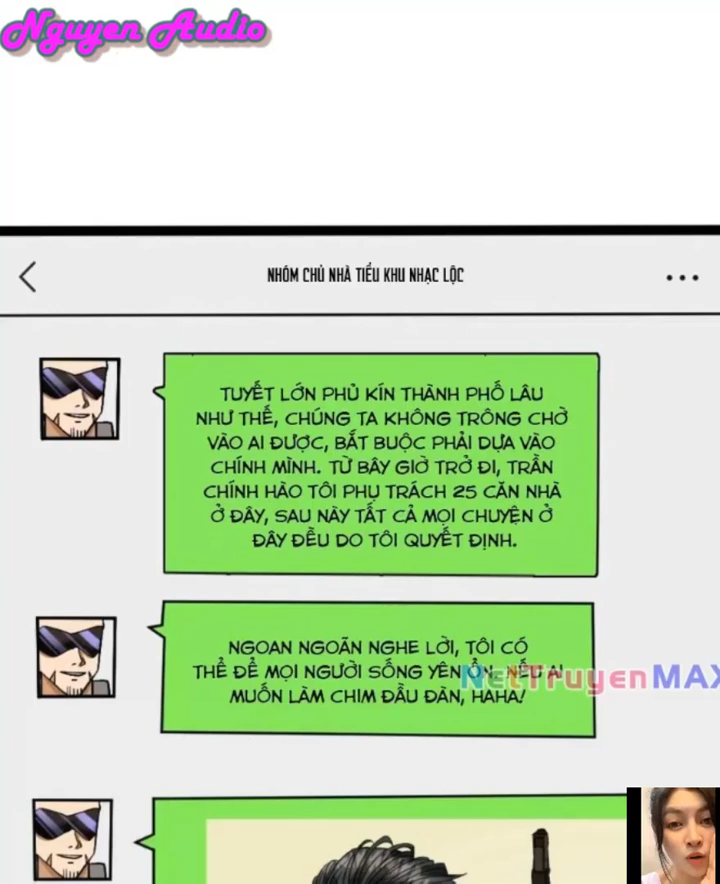 Nguyen Audio
NHÓM CHỦ NHÀ TIỂU KHU NHẠC LỘC
TUYẾT LỚN PHỦ KÍN THÀNH PHỐ LÂU
NHƯ THẾ, CHÚNG TA KHÔNG TRÔNG CHỜ
VÀO AI ĐƯỢC, BẮT BUỘC PHẢI DỰA VÀO
CHÍNH MÌNH. TỪ BÂY GIỜ TRỞ ĐI, TRẦN
CHÍNH HÀO TÔI PHỤ TRÁCH 25 CĂN NHÀ
Ở ĐÂY, SAU NÀY TẤT CẢ MỌI CHUYỆN Ở
ĐÂY ĐỀU DO TÔI QUYẾT ĐỊNH.
NGOAN NGOÃN NGHE LỜI, TÔI CÓ
THỂ ĐỂ MỌI NGƯỜI SỐNG YÊN ỔN. NẾU AI
NetTruyenMAX
MUỐN LÀM CHIM ĐẦU ĐÀN, HAHA!